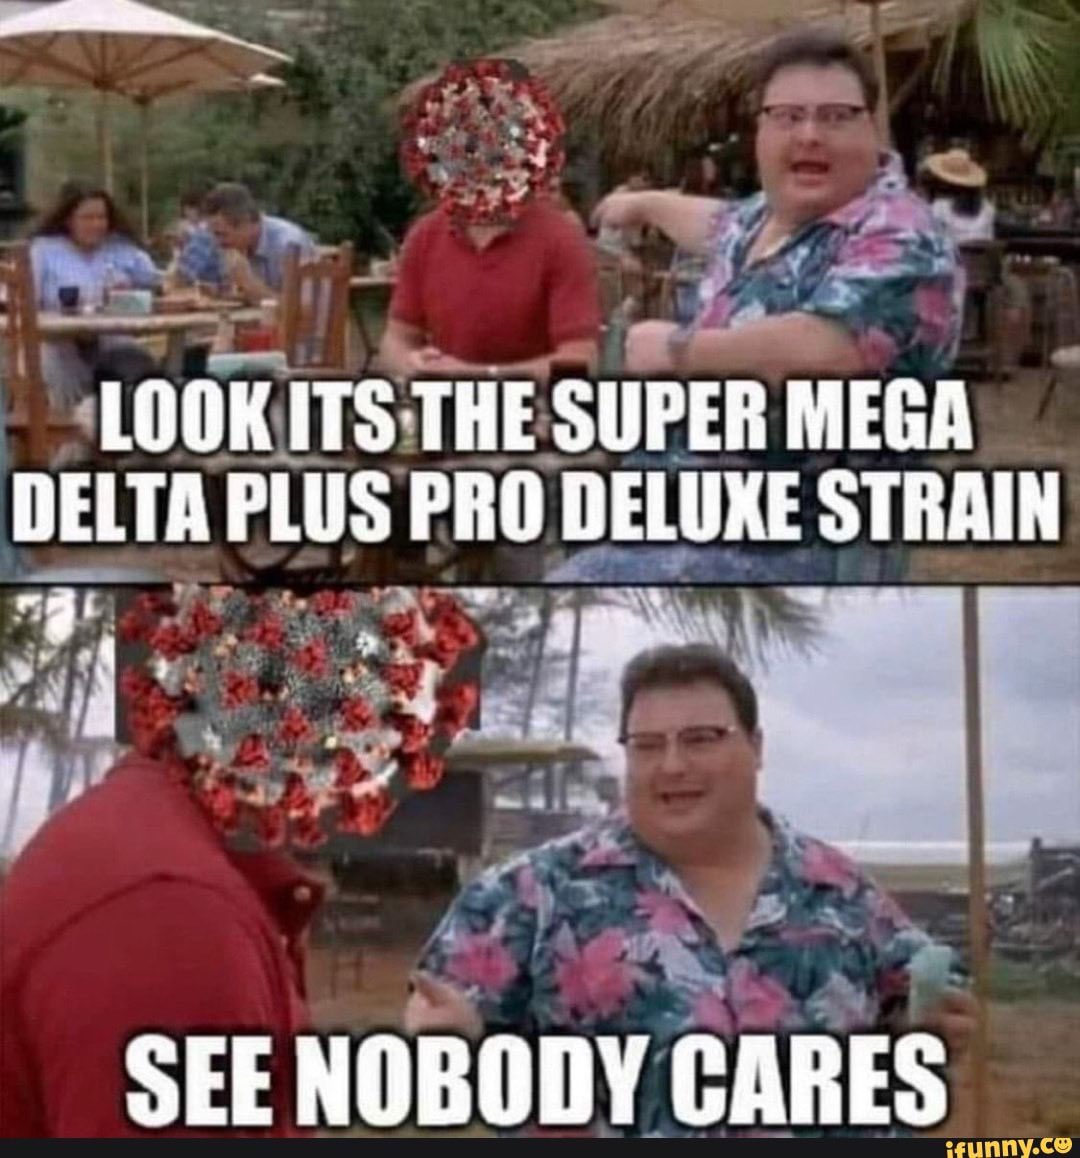 LOOK ITS THE SUPER MEGA
DELTA PLUS PRO DELUXE STRAIN
SEE NOBODY CARES
ifunny.co